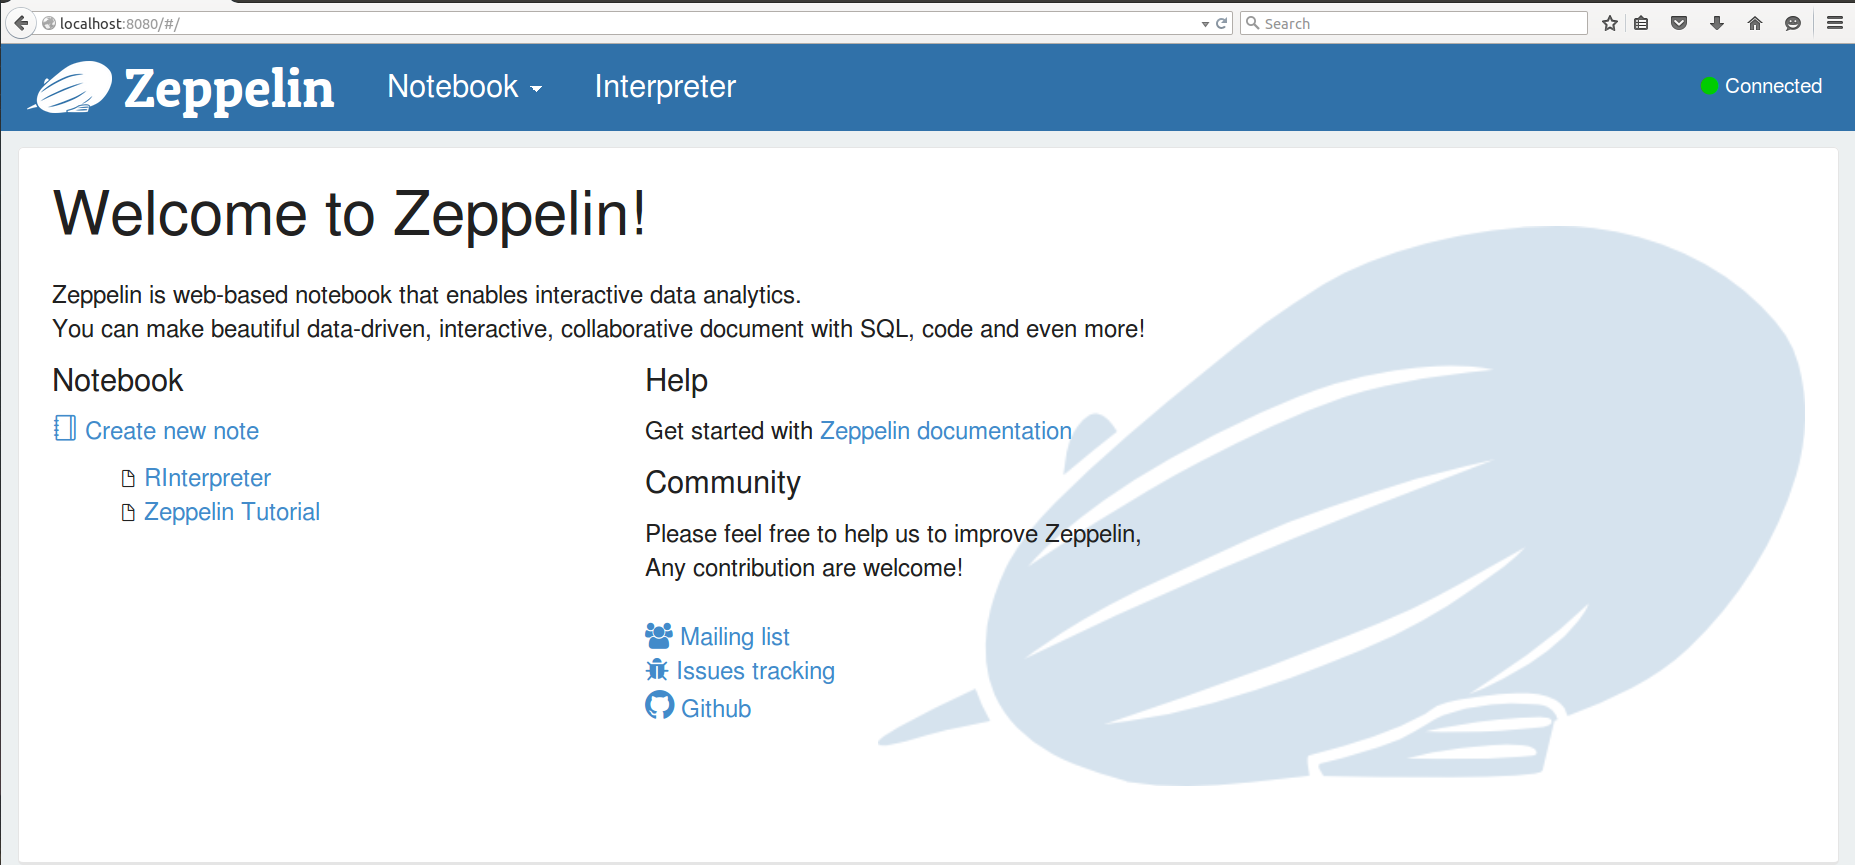 localhost:8080/#/
Search
Zeppelin
Notebook
Interpreter
Connected
Welcome to Zeppelin!
Zeppelin is web-based notebook that enables interactive data analytics.
You can make beautiful data-driven, interactive, collaborative document with SQL, code and even more!
Notebook
Create new note
RInterpreter
Zeppelin Tutorial
Help
Get started with Zeppelin documentation
Community
Please feel free to help us to improve Zeppelin,
Any contribution are welcome!
Mailing list
Issues tracking
Github